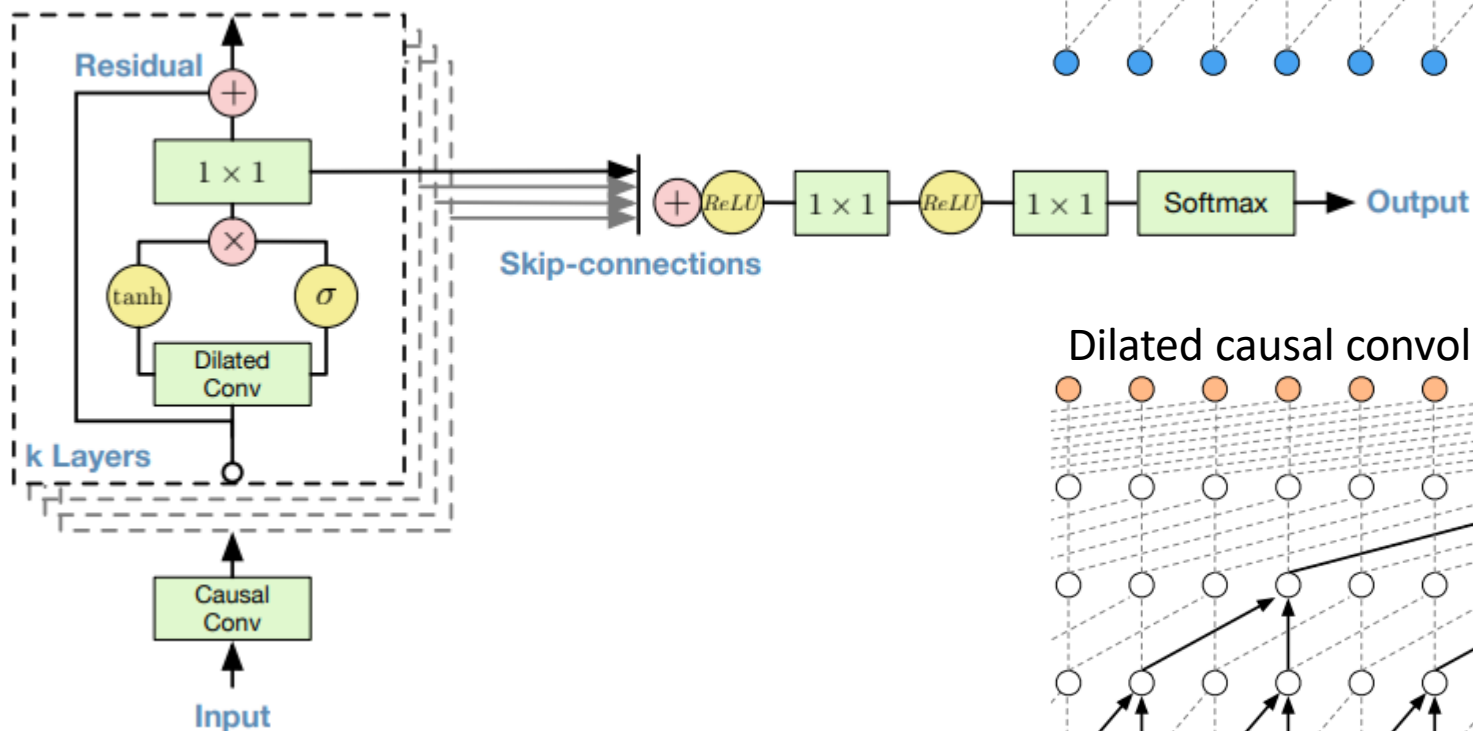 Residual
+
1 × 1
×
tanh
σ
Dilated
Conv
k Layers
Causal
Conv
Input
Skip-connections
+
ReLU
1 × 1
ReLU
1 × 1
Softmax
Output
Dilated causal convol